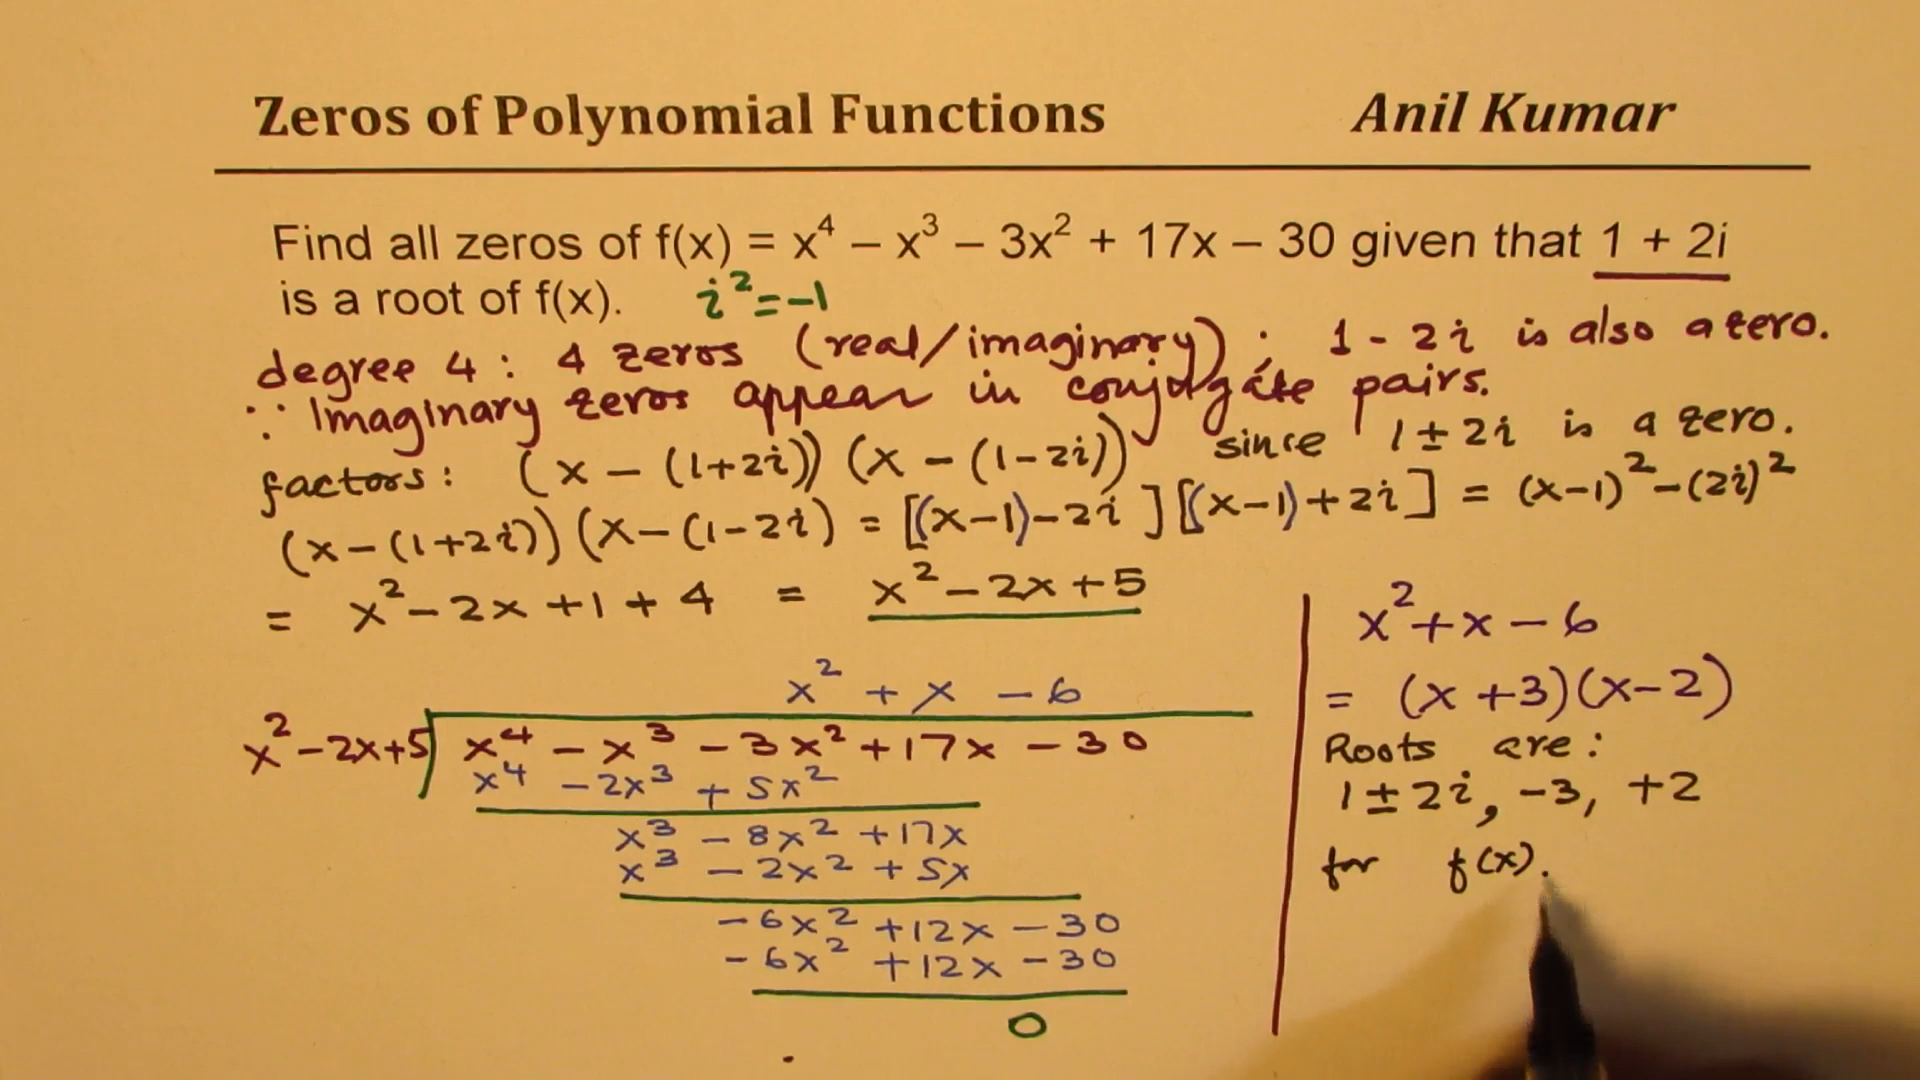 Zeros of Polynomial Functions Anil Kumar
Find all zeros of f(x) = x⁴ – x³ – 3x² + 17x – 30 given that 1 + 2i
is a root of f(x). i² = -1
degree 4 : 4 zeros (real/imaginary) ; 1 - 2i is also a zero.
∵ Imaginary zeros appear in conjugate pairs.
factors : (x - (1+2i)) (x - (1-2i)) since 1 ± 2i is a zero.
(x-(1+2i)) (x-(1-2i) = [(x-1)-2i] [(x-1)+2i] = (x-1)² - (2i)²
= x² - 2x + 1 + 4 = x² - 2x + 5
x² + x - 6
x² - 2x + 5) x⁴ - x³ - 3x² + 17x - 30
x⁴ - 2x³ + 5x²
x³ - 8x² + 17x
x³ - 2x² + 5x
-6x² + 12x - 30
-6x² + 12x - 30
0
x² + x - 6
= (x + 3)(x - 2)
Roots are :
1 ± 2i, -3, +2
for f(x).